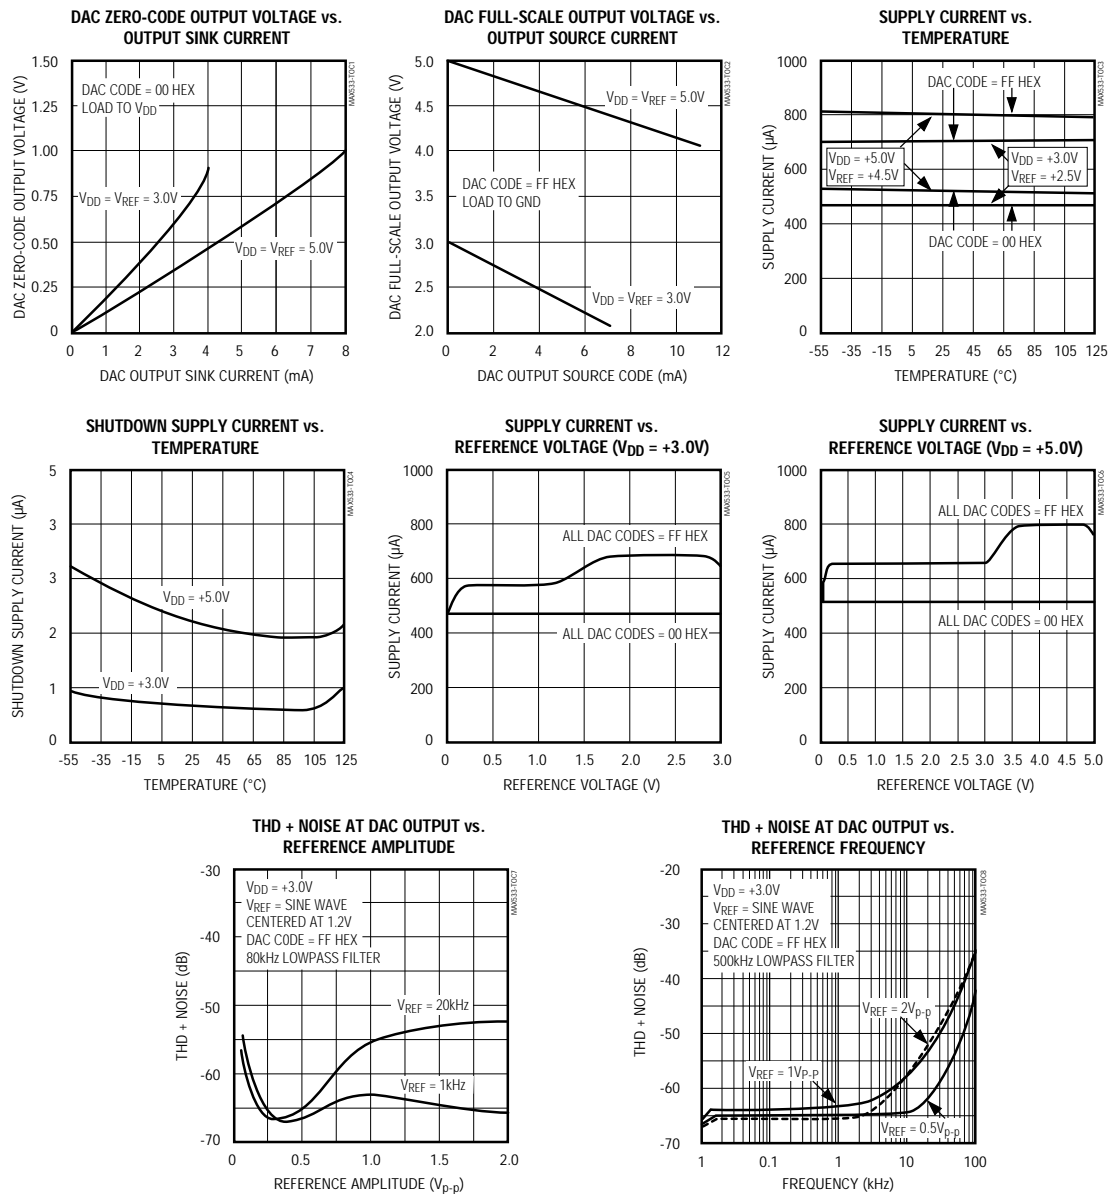 DAC ZERO-CODE OUTPUT VOLTAGE vs.
OUTPUT SINK CURRENT
DAC ZERO-CODE OUTPUT VOLTAGE (V)
1.50
1.25
1.00
0.75
0.50
0.25
0
DAC CODE = 00 HEX
LOAD TO VDD
VDD = VREF = 3.0V
VDD = VREF = 5.0V
MAX533-TOC1
0 1 2 3 4 5 6 7 8
DAC OUTPUT SINK CURRENT (mA)
DAC FULL-SCALE OUTPUT VOLTAGE vs.
OUTPUT SOURCE CURRENT
DAC FULL-SCALE OUTPUT VOLTAGE (V)
5.0
4.5
4.0
3.5
3.0
2.5
2.0
VDD = VREF = 5.0V
DAC CODE = FF HEX
LOAD TO GND
VDD = VREF = 3.0V
MAX533-TOC2
0 2 4 6 8 10 12
DAC OUTPUT SOURCE CODE (mA)
SUPPLY CURRENT vs.
TEMPERATURE
SUPPLY CURRENT (µA)
1000
800
600
400
200
0
DAC CODE = FF HEX
VDD = +5.0V
VREF = +4.5V
VDD = +3.0V
VREF = +2.5V
DAC CODE = 00 HEX
MAX533-TOC3
-55 -35 -15 5 25 45 65 85 105 125
TEMPERATURE (°C)
SHUTDOWN SUPPLY CURRENT vs.
TEMPERATURE
SHUTDOWN SUPPLY CURRENT (µA)
5
3
3
2
1
0
VDD = +5.0V
VDD = +3.0V
MAX533-TOC4
-55 -35 -15 5 25 45 65 85 105 125
TEMPERATURE (°C)
SUPPLY CURRENT vs.
REFERENCE VOLTAGE (VDD = +3.0V)
SUPPLY CURRENT (µA)
1000
800
600
400
200
0
ALL DAC CODES = FF HEX
ALL DAC CODES = 00 HEX
MAX533-TOC5
0 0.5 1.0 1.5 2.0 2.5 3.0
REFERENCE VOLTAGE (V)
SUPPLY CURRENT vs.
REFERENCE VOLTAGE (VDD = +5.0V)
SUPPLY CURRENT (µA)
1000
800
600
400
200
0
ALL DAC CODES = FF HEX
ALL DAC CODES = 00 HEX
MAX533-TOC6
0 0.5 1.0 1.5 2.0 2.5 3.0 3.5 4.0 4.5 5.0
REFERENCE VOLTAGE (V)
THD + NOISE AT DAC OUTPUT vs.
REFERENCE AMPLITUDE
THD + NOISE (dB)
-30
-40
-50
-60
-70
VDD = +3.0V
VREF = SINE WAVE
CENTERED AT 1.2V
DAC CODE = FF HEX
80kHz LOWPASS FILTER
VREF = 20kHz
VREF = 1kHz
MAX533-TOC7
0 0.5 1.0 1.5 2.0
REFERENCE AMPLITUDE (Vp-p)
THD + NOISE AT DAC OUTPUT vs.
REFERENCE FREQUENCY
THD + NOISE (dB)
-20
-30
-40
-50
-60
-70
VDD = +3.0V
VREF = SINE WAVE
CENTERED AT 1.2V
DAC CODE = FF HEX
500kHz LOWPASS FILTER
VREF = 2Vp-p
VREF = 1VP-P
VREF = 0.5Vp-p
MAX533-TOC8
1 0.1 1 10 100
FREQUENCY (kHz)